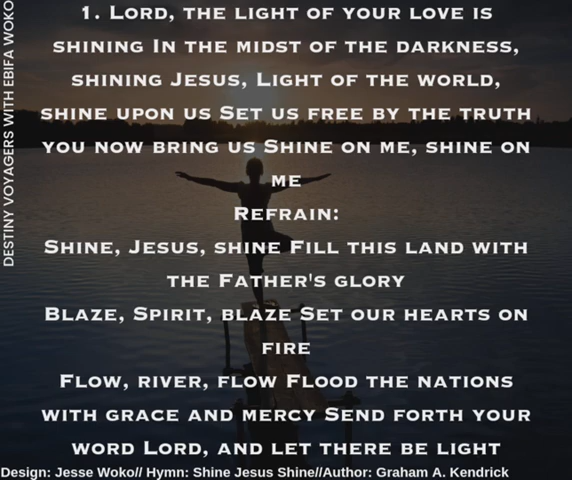 DESTINY VOYAGERS WITH EBIFA WOKO
1. Lord, the light of your love is
shining In the midst of the darkness,
shining Jesus, Light of the world,
shine upon us Set us free by the truth
you now bring us Shine on me, shine on
me
Refrain:
Shine, Jesus, shine Fill this land with
the Father's glory
Blaze, Spirit, blaze Set our hearts on
fire
Flow, river, flow Flood the nations
with grace and mercy Send forth your
word Lord, and let there be light
Design: Jesse Woko// Hymn: Shine Jesus Shine//Author: Graham A. Kendrick